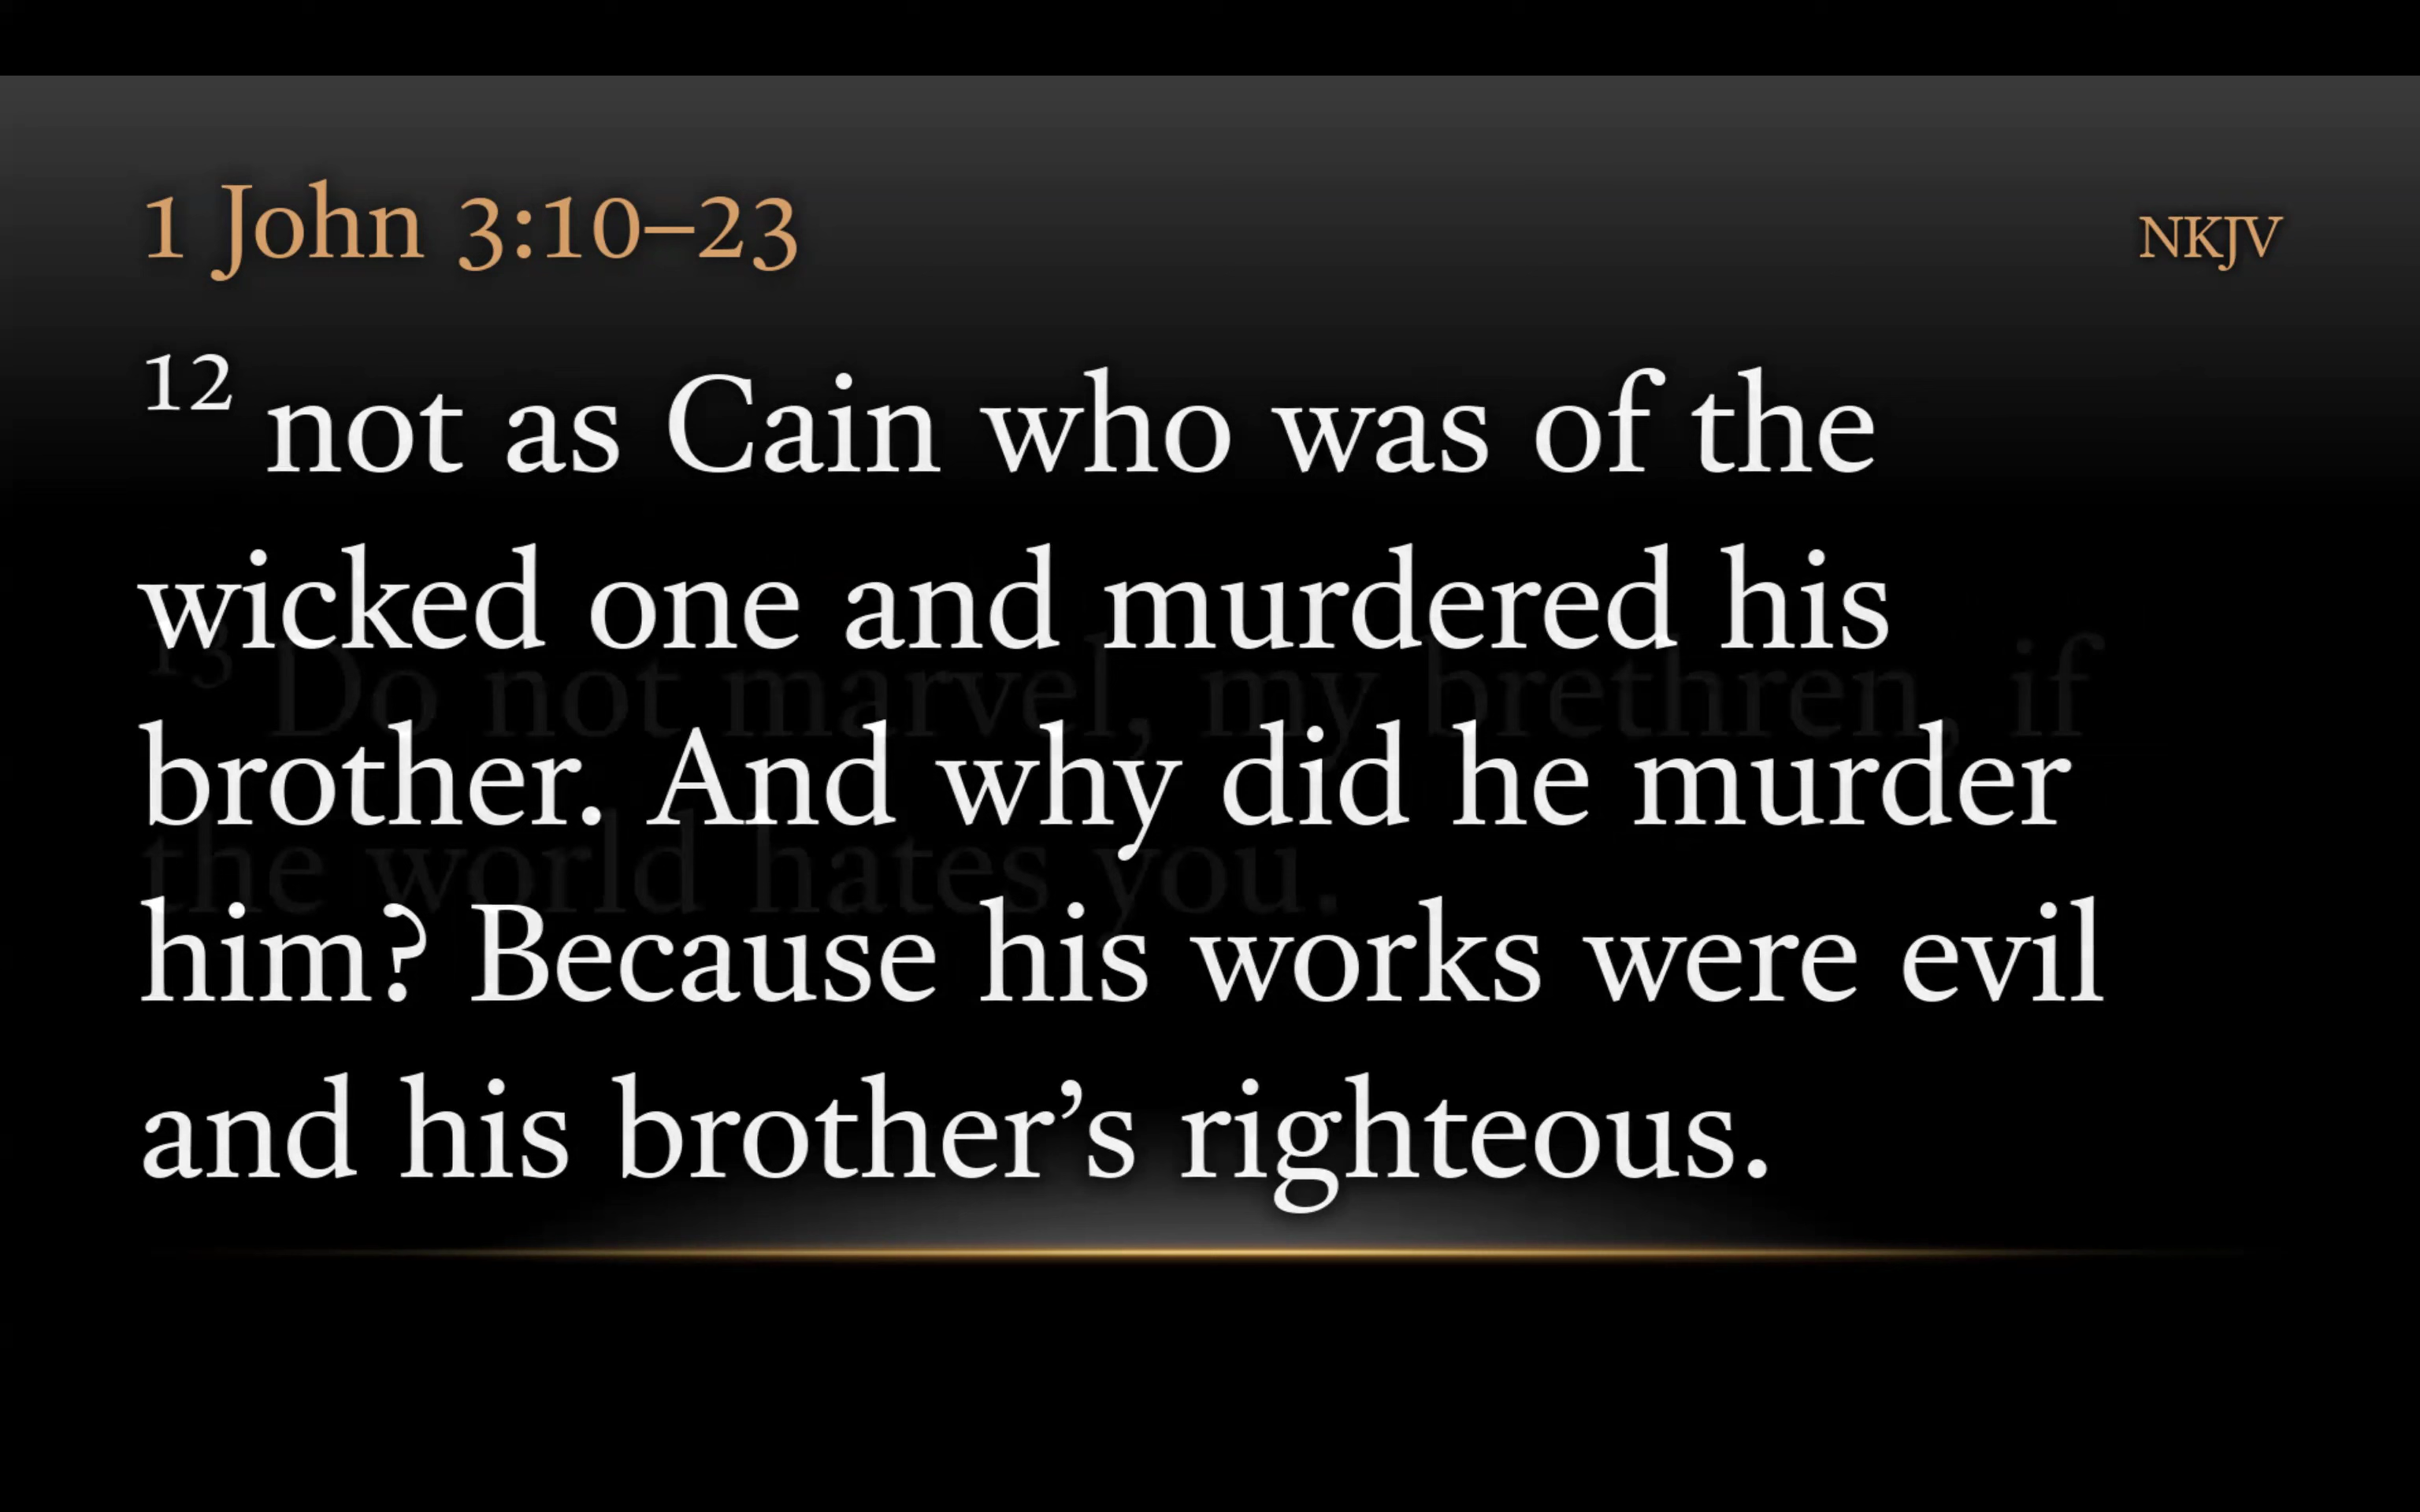 1 John 3:10–23
NKJV
12 not as Cain who was of the
wicked one and murdered his
13 Do not marvel, my brethren, if
brother. And why did he murder
the world hates you.
him? Because his works were evil
and his brother’s righteous.